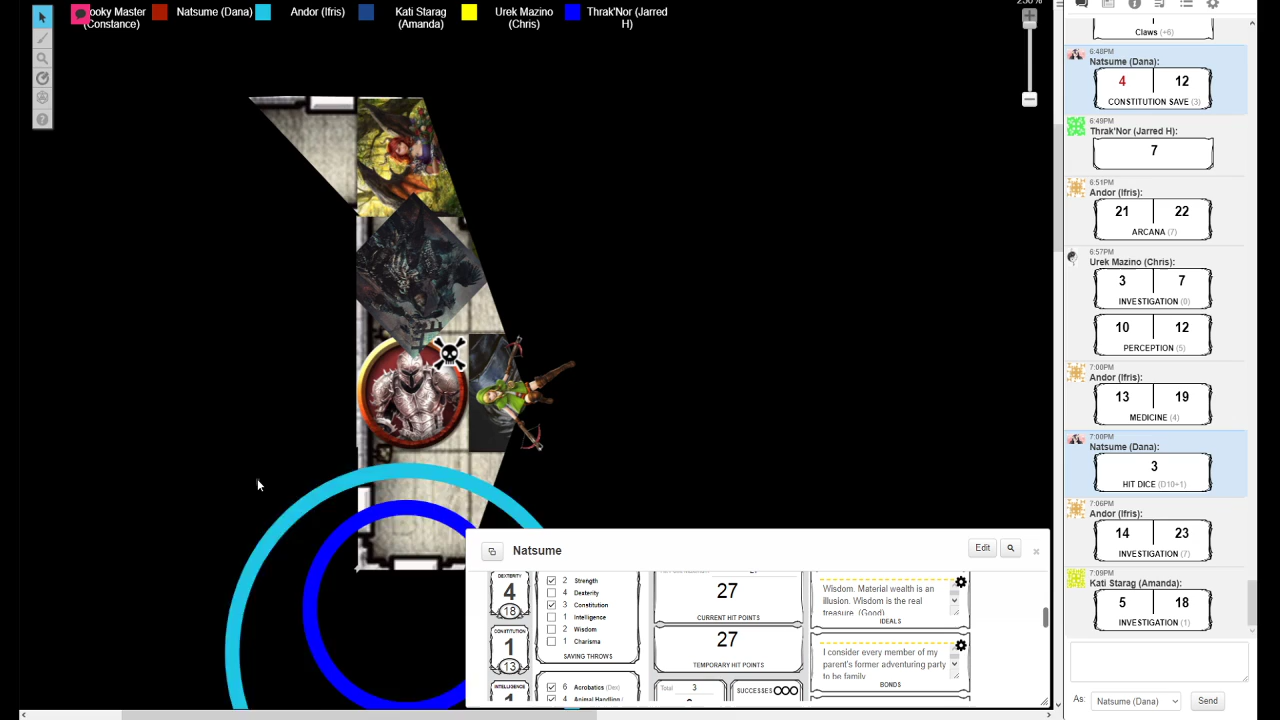 ooky Master
(Constance)
Natsume (Dana)
Andor (Ifris)
Kati Starag
(Amanda)
Urek Mazino
(Chris)
Thrak'Nor (Jarred
H)
Claws (+6)
6:48PM
Natsume (Dana):
4 12
CONSTITUTION SAVE (3)
6:49PM
Thrak'Nor (Jarred H):
7
6:51PM
Andor (Ifris):
21 22
ARCANA (7)
6:57PM
Urek Mazino (Chris):
3 7
INVESTIGATION (0)
10 12
PERCEPTION (5)
7:00PM
Andor (Ifris):
13 19
MEDICINE (4)
7:00PM
Natsume (Dana):
3
HIT DICE (D10+1)
7:06PM
Andor (Ifris):
14 23
INVESTIGATION (7)
7:09PM
Kati Starag (Amanda):
5 18
INVESTIGATION (1)
As: Natsume (Dana) Send
Natsume
Edit
DEXTERITY
4
18
CONSTITUTION
1
13
INTELLIGENCE
2 Strength
4 Dexterity
3 Constitution
1 Intelligence
2 Wisdom
1 Charisma
SAVING THROWS
6 Acrobatics (Dex)
4 Animal Handling
27
CURRENT HIT POINTS
27
TEMPORARY HIT POINTS
Total 3
SUCCESSES
Wisdom. Material wealth is an
illusion. Wisdom is the real
treasure. (Good)
IDEALS
I consider every member of my
parent's former adventuring party
to be family
BONDS